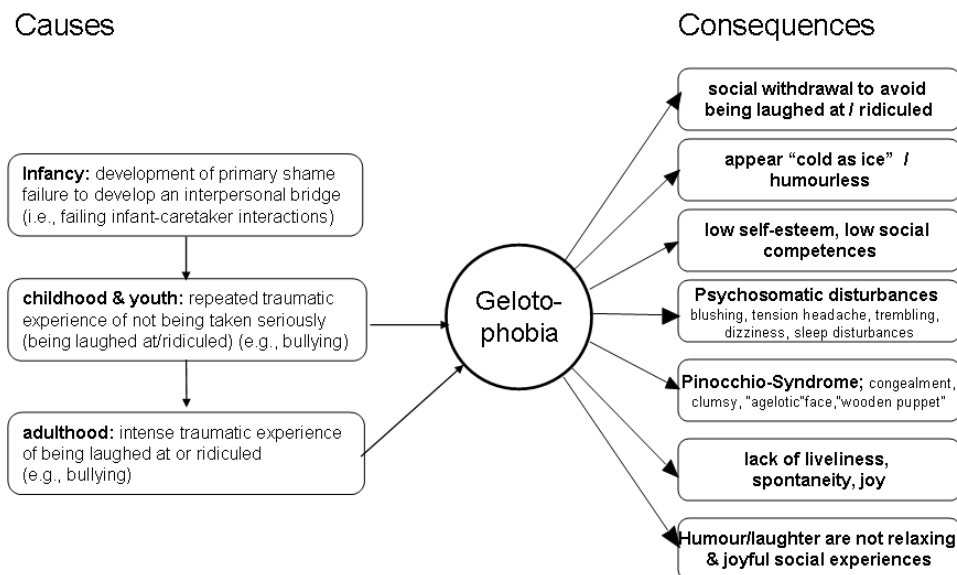 Causes
Infancy: development of primary shame
failure to develop an interpersonal bridge
(i.e., failing infant-caretaker interactions)
childhood & youth: repeated traumatic
experience of not being taken seriously
(being laughed at/ridiculed) (e.g., bullying)
adulthood: intense traumatic experience
of being laughed at or ridiculed
(e.g., bullying)
Geloto-
phobia
Consequences
social withdrawal to avoid
being laughed at / ridiculed
appear “cold as ice” /
humourless
low self-esteem, low social
competences
Psychosomatic disturbances
blushing, tension headache, trembling,
dizziness, sleep disturbances
Pinocchio-Syndrome; congealment,
clumsy, "agelotic"face,"wooden puppet"
lack of liveliness,
spontaneity, joy
Humour/laughter are not relaxing
& joyful social experiences